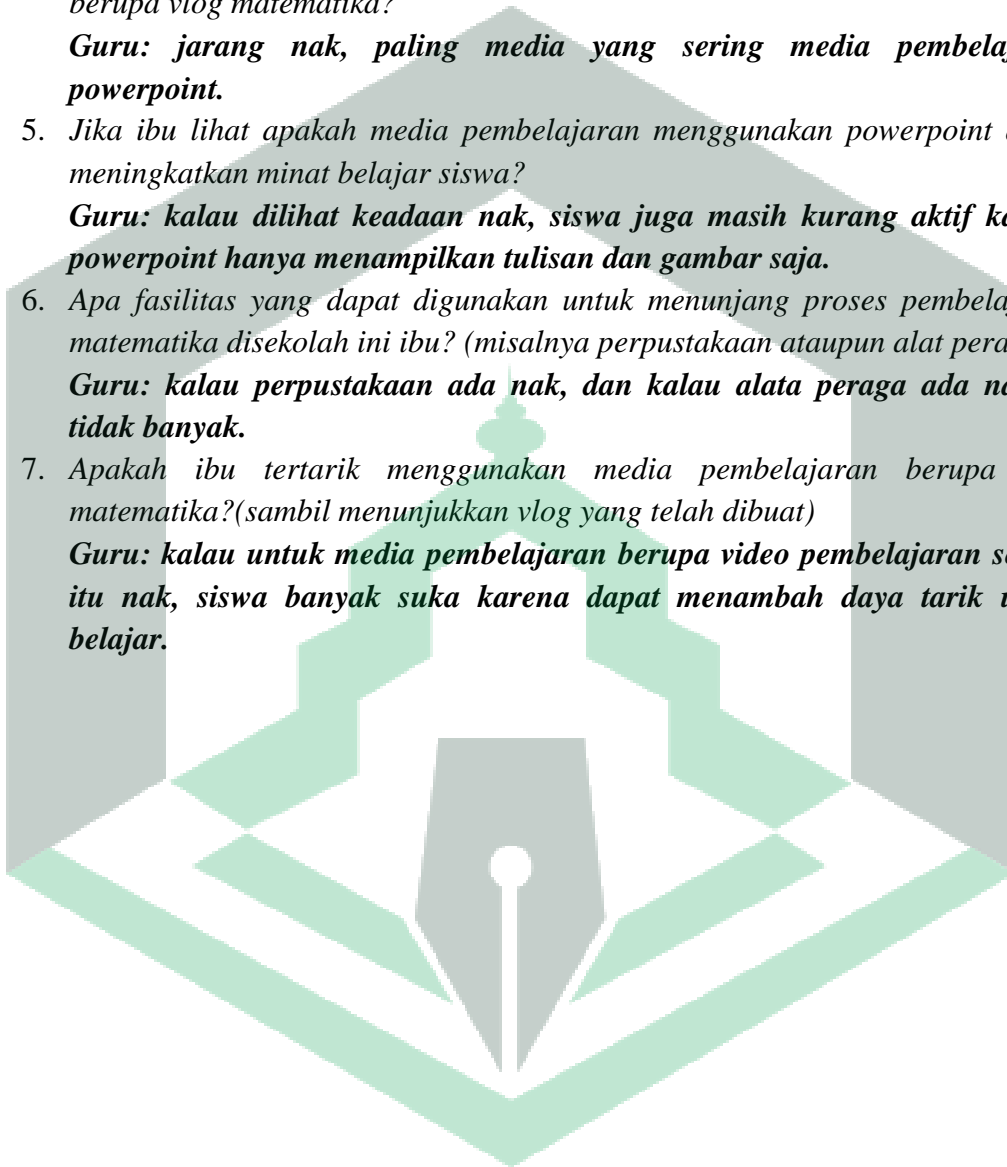 berupa vlog matematika?
Guru: jarang nak, paling media yang sering media
powerpoint.
5. Jika ibu lihat apakah media pembelajaran menggunakan powerpoint
meningkatkan minat belajar siswa?
Guru: kalau dilihat keadaan nak, siswa juga masih kurang aktif
powerpoint hanya menampilkan tulisan dan gambar saja.
6. Apa fasilitas yang dapat digunakan untuk menunjang proses
matematika disekolah ini ibu? (misalnya perpustakaan ataupun alat
Guru: kalau perpustakaan ada nak, dan kalau alata peraga ada
tidak banyak.
7. Apakah ibu tertarik menggunakan media pembelajaran berupa
matematika?(sambil menunjukkan vlog yang telah dibuat)
Guru: kalau untuk media pembelajaran berupa video pembelajaran
itu nak, siswa banyak suka karena dapat menambah daya tarik
belajar.